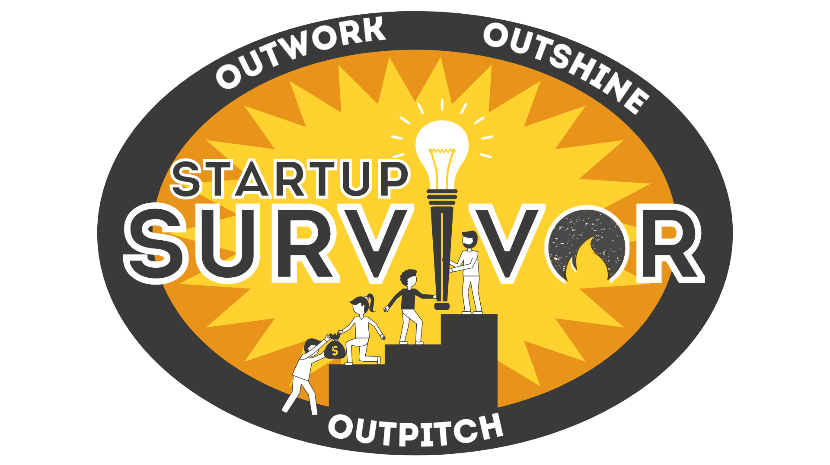 OUTWORK
OUTSHINE
STARTUP
SURVIVOR
$
OUTPITCH